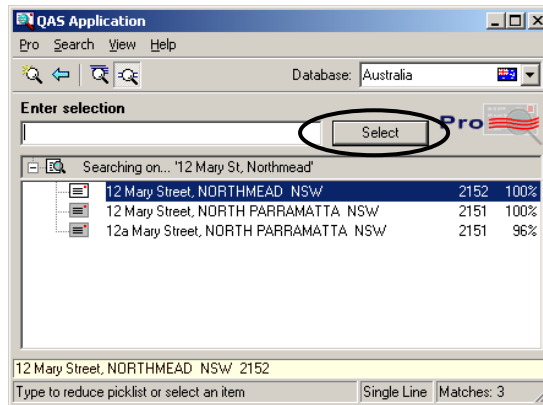 QAS Application
Pro Search View Help
Database: Australia
Enter selection
Select
Pro
Searching on... '12 Mary St, Northmead'
12 Mary Street, NORTHMEAD NSW 2152 100%
12 Mary Street, NORTH PARRAMATTA NSW 2151 100%
12a Mary Street, NORTH PARRAMATTA NSW 2151 96%
12 Mary Street, NORTHMEAD NSW 2152
Type to reduce picklist or select an item Single Line Matches: 3